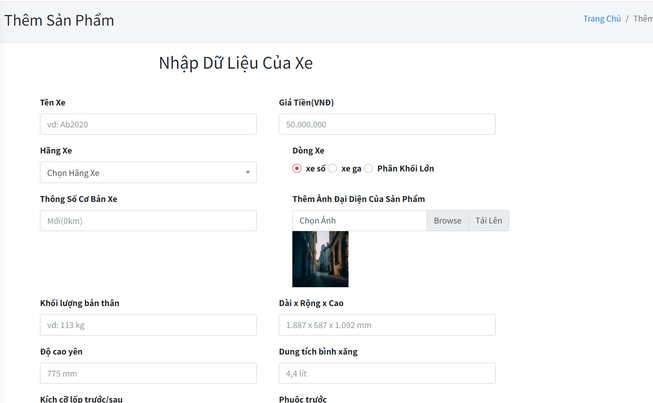 Thêm Sản Phẩm
Trang Chủ / Thêm
Nhập Dữ Liệu Của Xe
Tên Xe
Giá Tiền(VNĐ)
vd: Ab2020
50.000.000
Hãng Xe
Dòng Xe
Chọn Hãng Xe
xe số xe ga Phân Khối Lớn
Thông Số Cơ Bản Xe
Thêm Ảnh Đại Diện Của Sản Phẩm
Mới(0km)
Chọn Ảnh Browse Tải Lên
Khối lượng bản thân
Dài x Rộng x Cao
vd: 113 kg
1.887 x 687 x 1.092 mm
Độ cao yên
Dung tích bình xăng
775 mm
4,4 lít
Kích cỡ lốp trước/sau
Phuộc trước